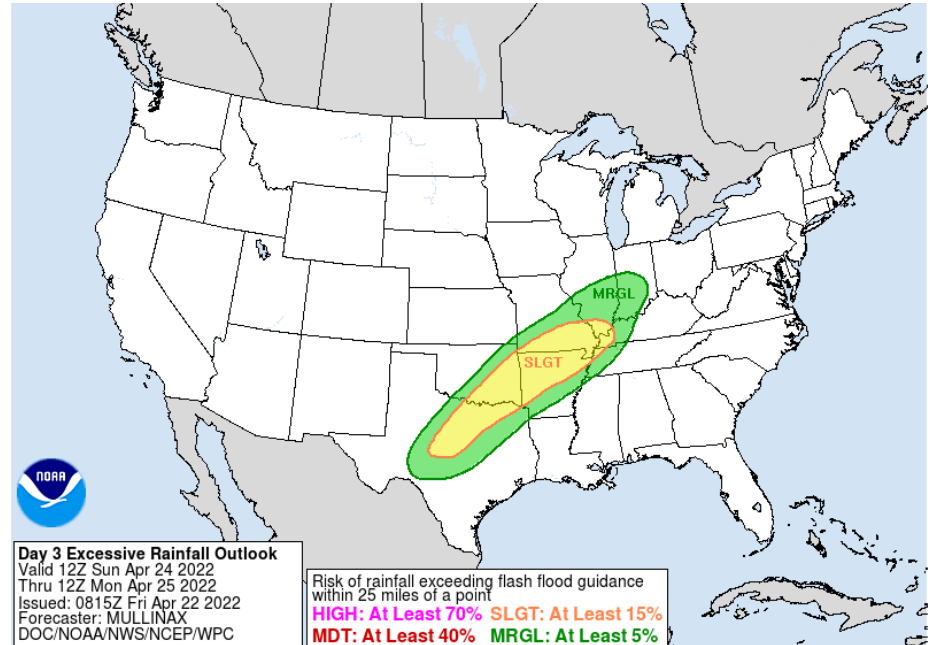 MRGL
SLGT
NOAA
Day 3 Excessive Rainfall Outlook
Valid 12Z Sun Apr 24 2022
Thru 12Z Mon Apr 25 2022
Issued: 0815Z Fri Apr 22 2022
Forecaster: MULLINAX
DOC/NOAA/NWS/NCEP/WPC
Risk of rainfall exceeding flash flood guidance
within 25 miles of a point
HIGH: At Least 70% SLGT: At Least 15%
MDT: At Least 40% MRGL: At Least 5%